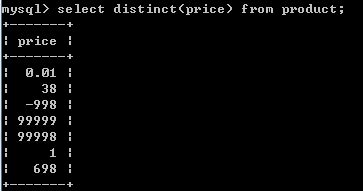 mysql> select distinct(price) from product;
+-------+
| price |
+-------+
|  0.01 |
|    38 |
|  -998 |
| 99999 |
| 99998 |
|     1 |
|   698 |
+-------+